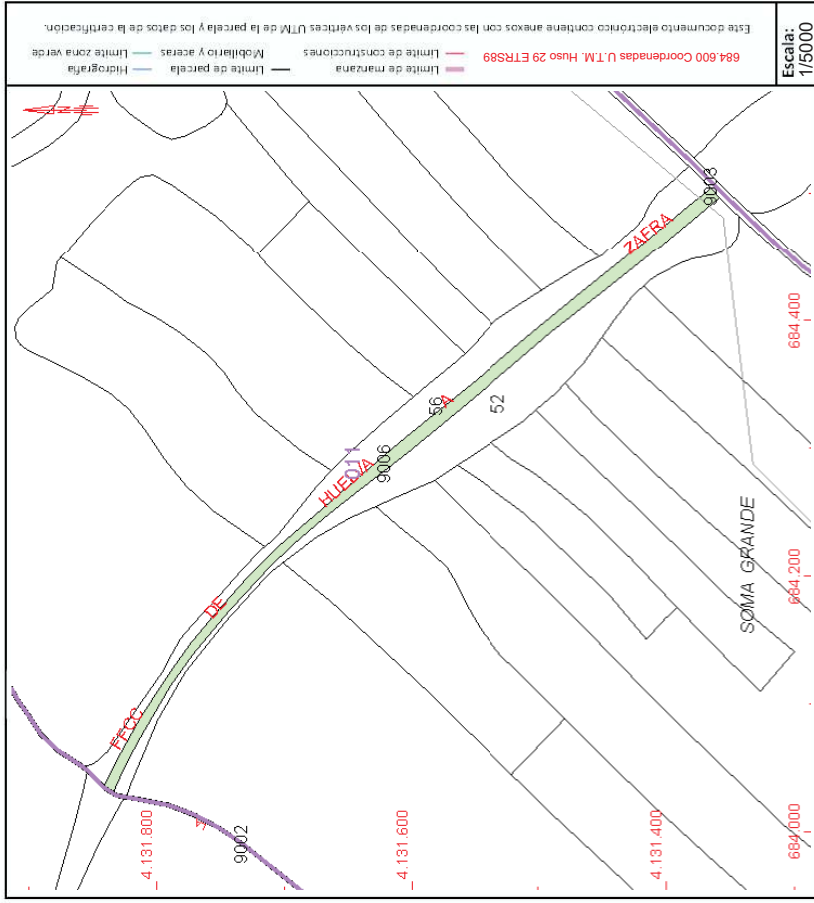 Este documento electrónico contiene anexos con las coordenadas de los vértices UTM de la parcela y los datos de la certificación.
684.600 Coordenadas U.T.M. Huso 29 ETRS89
Límite de manzana
Límite de construcciones
Límite de parcela
Mobiliario y aceras
Hidrografía
Límite zona verde
Escala:
1/5000
FFCC
DE
HUELVA
A
ZAFRA
011
9006
56
52
9003
9002
SOMA GRANDE
4.131.800
4.131.600
4.131.400
684.400
684.200
684.000